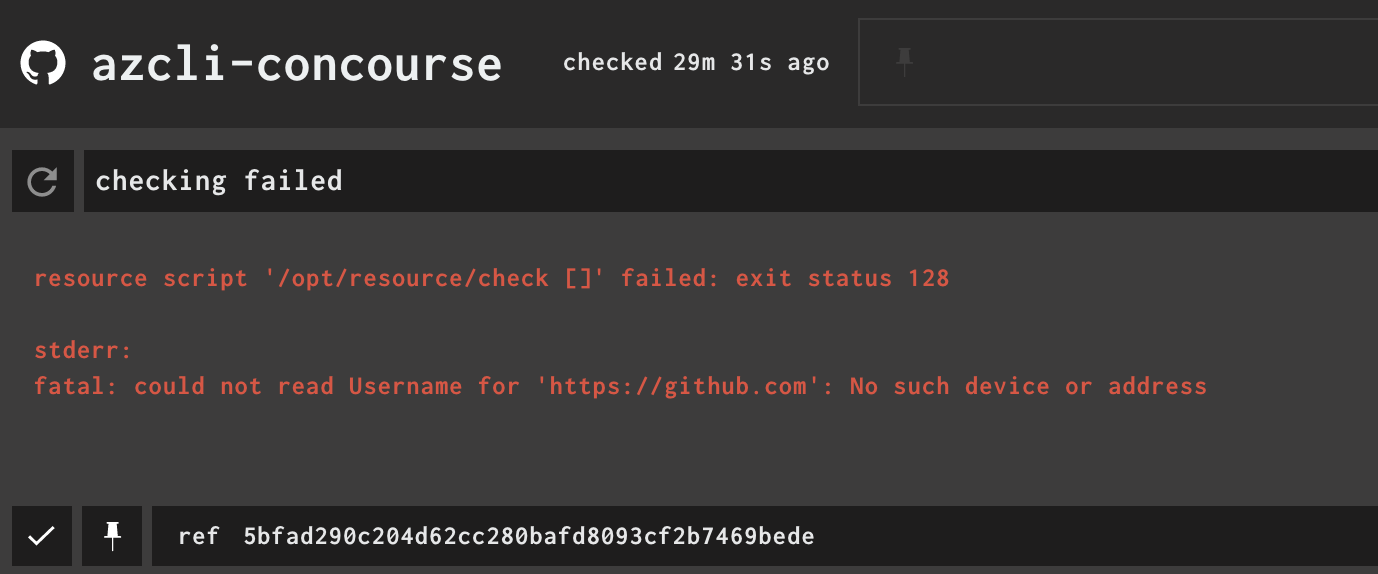 azcli-concourse checked 29m 31s ago
checking failed
resource script '/opt/resource/check []' failed: exit status 128
stderr:
fatal: could not read Username for 'https://github.com': No such device or address
ref 5bfad290c204d62cc280bafd8093cf2b7469bede